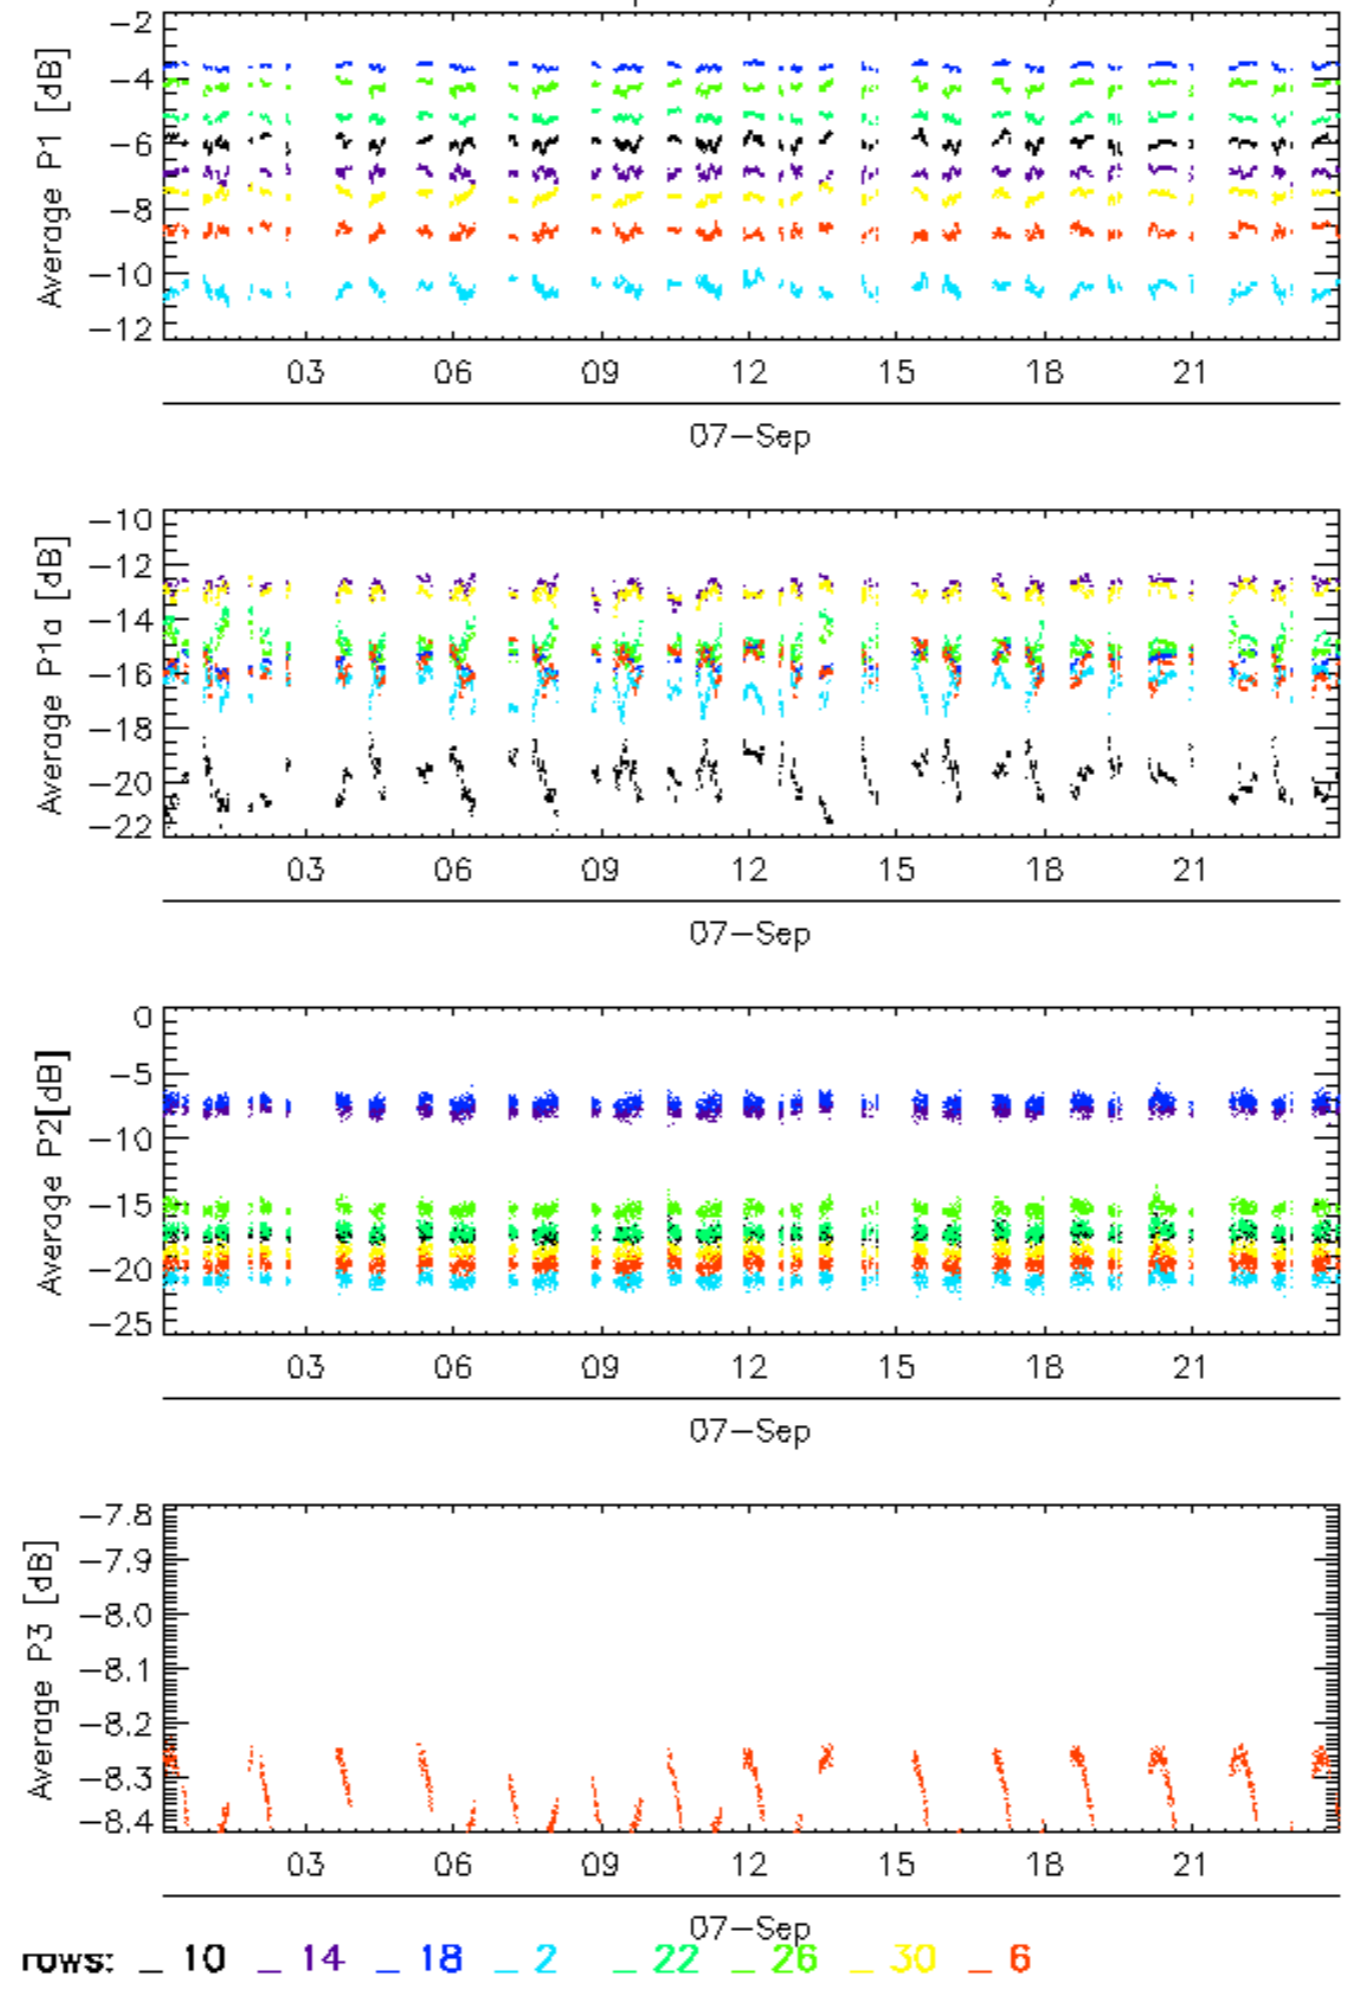 −2
−4
−6
−8
−10
−12
Average P1 [dB]
03 06 09 12 15 18 21
07−Sep
−10
−12
−14
−16
−18
−20
−22
Average P1a [dB]
03 06 09 12 15 18 21
07−Sep
0
−5
−10
−15
−20
−25
Average P2[dB]
03 06 09 12 15 18 21
07−Sep
−7.8
−7.9
−8.0
−8.1
−8.2
−8.3
−8.4
Average P3 [dB]
03 06 09 12 15 18 21
07−Sep
rows: _ 10 _ 14 _ 18 _ 2 _ 22 _ 26 _ 30 _ 6